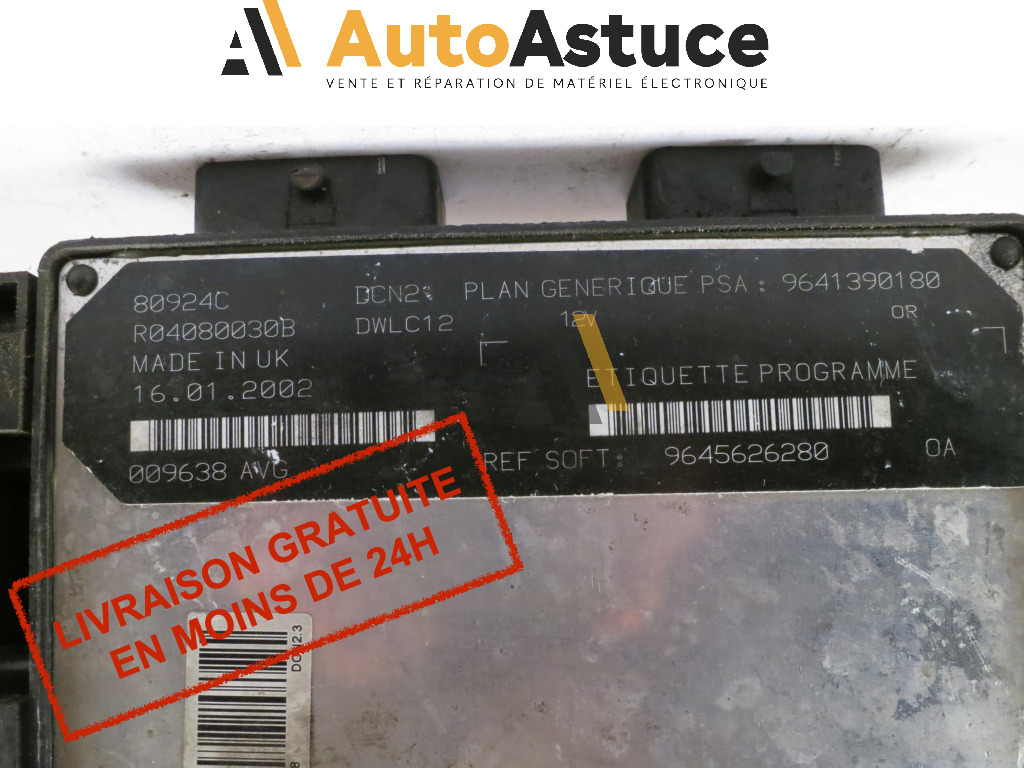 AutoAstuce
VENTE ET RÉPARATION DE MATÉRIEL ÉLECTRONIQUE
80924C DCN2 PLAN GENERIQUE PSA : 9641390180
R04080030B DWLC12 12V OR
MADE IN UK
16.01.2002
ETIQUETTE PROGRAMME
009638 AVG REF SOFT: 9645626280 0A
LIVRAISON GRATUITE
EN MOINS DE 24H